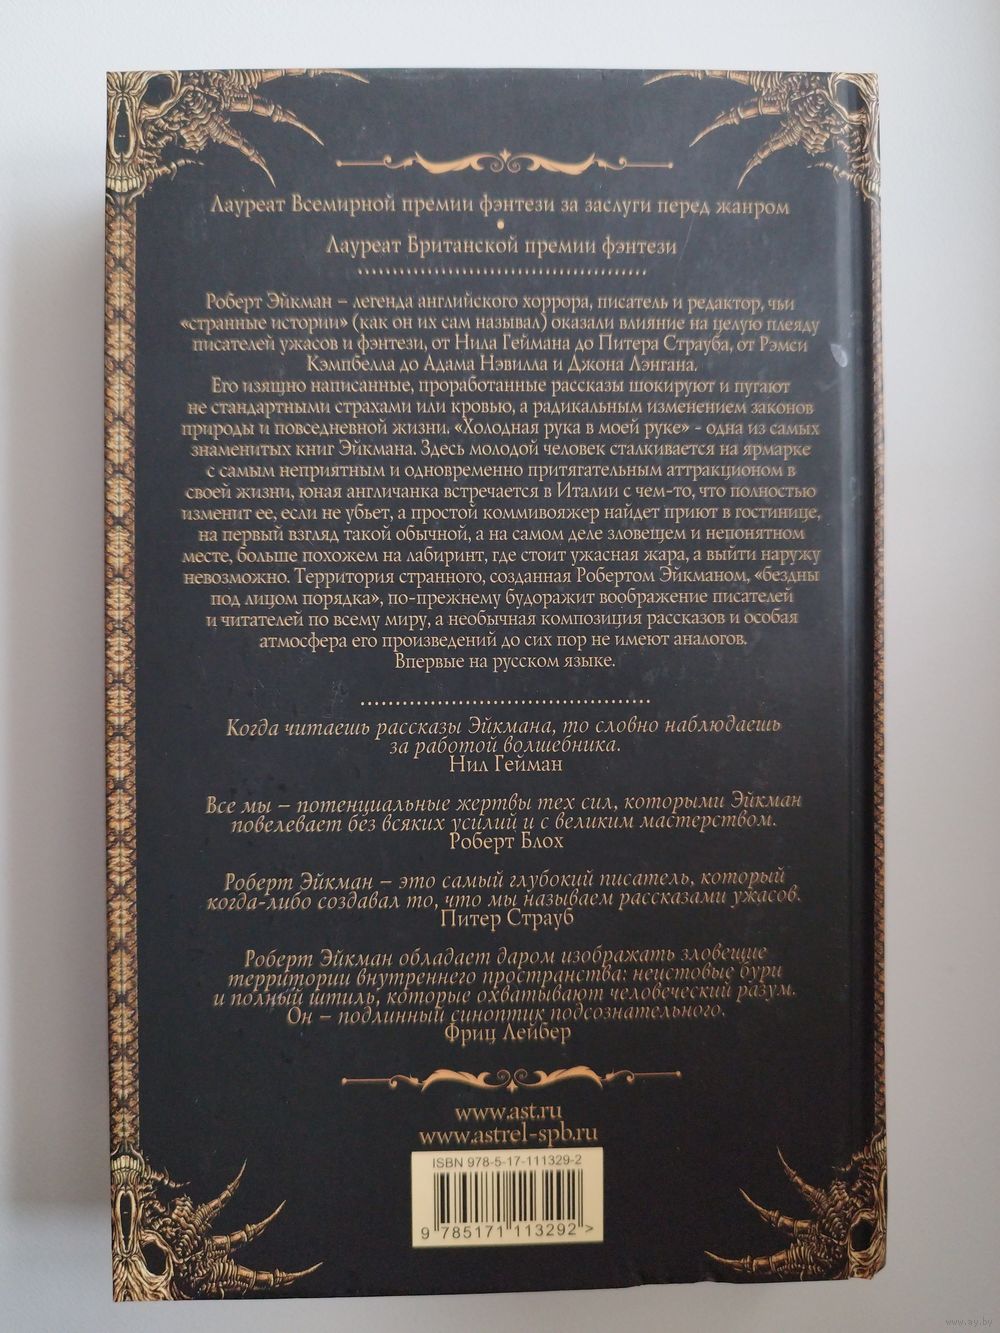 Лауреат Всемирной премии фэнтези за заслуги перед жанром
•
Лауреат Британской премии фэнтези
Роберт Эйкман – легенда английского хоррора, писатель и редактор, чьи
«странные истории» (как он их сам называл) оказали влияние на целую плеяду
писателей ужасов и фэнтези, от Нила Геймана до Питера Страуба, от Рэмси
Кэмпбелла до Адама Нэвилла и Джона Лэнгана.
Его изящно написанные, проработанные рассказы шокируют и пугают
не стандартными страхами или кровью, а радикальным изменением законов
природы и повседневной жизни. «Холодная рука в моей руке» - одна из самых
знаменитых книг Эйкмана. Здесь молодой человек сталкивается на ярмарке
с самым неприятным и одновременно притягательным аттракционом в
своей жизни, юная англичанка встречается в Италии с чем-то, что полностью
изменит ее, если не убьет, а простой коммивояжер найдет приют в гостинице,
на первый взгляд такой обычной, а на самом деле зловещем и непонятном
месте, больше похожем на лабиринт, где стоит ужасная жара, а выйти наружу
невозможно. Территория странного, созданная Робертом Эйкманом, «бездны
под лицом порядка», по-прежнему будоражит воображение писателей
и читателей по всему миру, а необычная композиция рассказов и особая
атмосфера его произведений до сих пор не имеют аналогов.
Впервые на русском языке.
Когда читаешь рассказы Эйкмана, то словно наблюдаешь
за работой волшебника.
Нил Гейман
Все мы – потенциальные жертвы тех сил, которыми Эйкман
повелевает без всяких усилий и с великим мастерством.
Роберт Блох
Роберт Эйкман – это самый глубокий писатель, который
когда-либо создавал то, что мы называем рассказами ужасов.
Питер Страуб
Роберт Эйкман обладает даром изображать зловещие
территории внутреннего пространства: неистовые бури
и полный штиль, которые охватывают человеческий разум.
Он – подлинный синоптик подсознательного.
Фриц Лейбер
www.ast.ru
www.astrel-spb.ru
ISBN 978-5-17-111329-2
9 785171 113292 >
www.ay.by